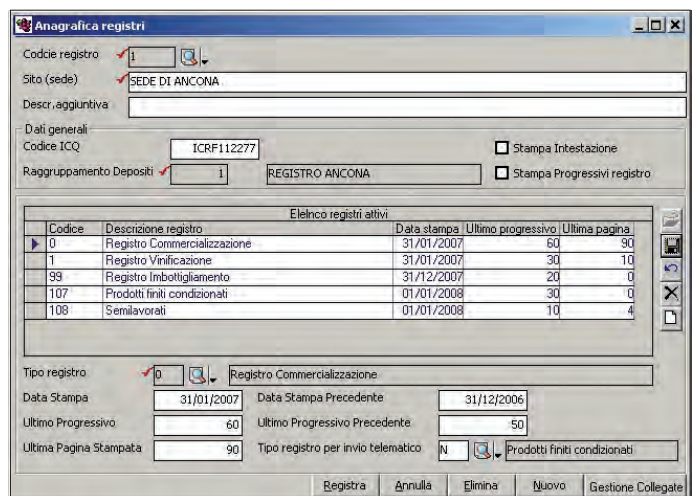 Anagrafica registri
Codcie registro 1
Sito (sede) SEDE DI ANCONA
Descr.aggiuntiva
Dati generali
Codice ICQ ICRF112277 Stampa Intestazione
Raggruppamento Depositi 1 REGISTRO ANCONA Stampa Progressivi registro
Elelnco registri attivi
Codice Descrizione registro Data stampa Ultimo progressivo Ultima pagina
0 Registro Commercializzazione 31/01/2007 60 90
1 Registro Vinificazione 31/01/2007 30 10
99 Registro Imbottigliamento 31/12/2007 20 0
107 Prodotti finiti condizionati 01/01/2008 30 0
108 Semilavorati 01/01/2008 10 4
Tipo registro 0 Registro Commercializzazione
Data Stampa 31/01/2007 Data Stampa Precedente 31/12/2006
Ultimo Progressivo 60 Ultimo Progressivo Precedente 50
Ultima Pagina Stampata 90 Tipo registro per invio telematico N Prodotti finiti condizionati
Registra Annulla Elimina Nuovo Gestione Collegate